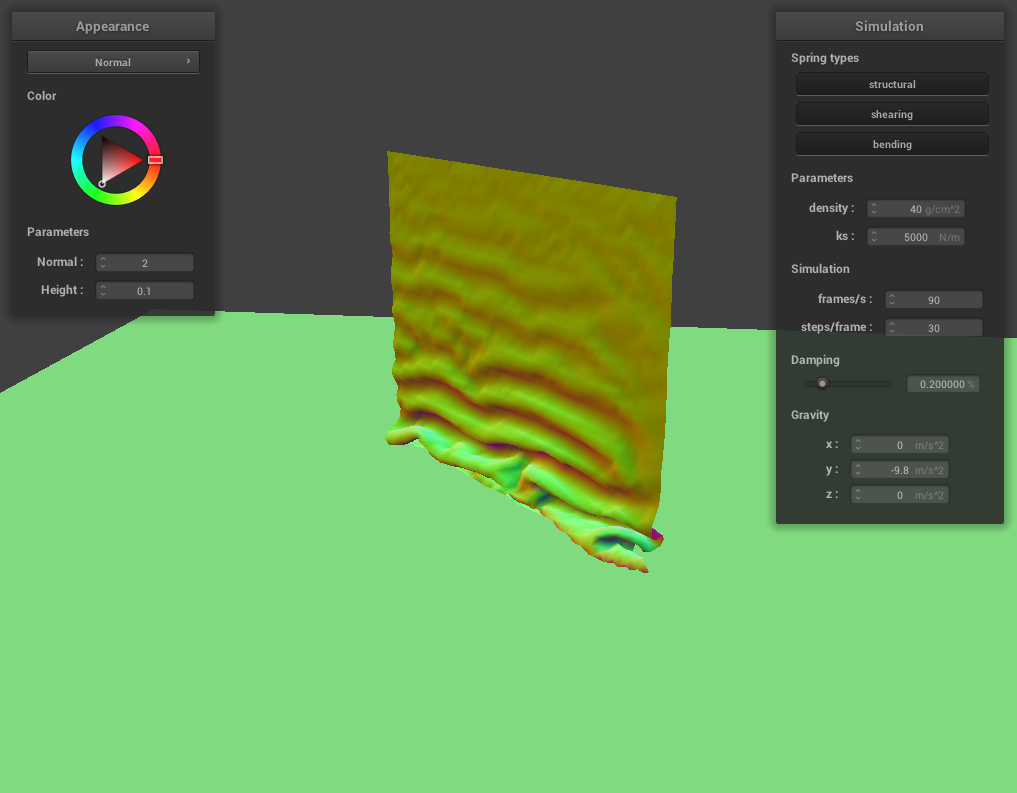 Appearance
Normal
Color
Parameters
Normal : 2
Height : 0.1
Simulation
Spring types
structural
shearing
bending
Parameters
density : 40 g/cm^2
ks : 5000 N/m
Simulation
frames/s : 90
steps/frame : 30
Damping
0.200000 %
Gravity
x : 0 m/s^2
y : -9.8 m/s^2
z : 0 m/s^2